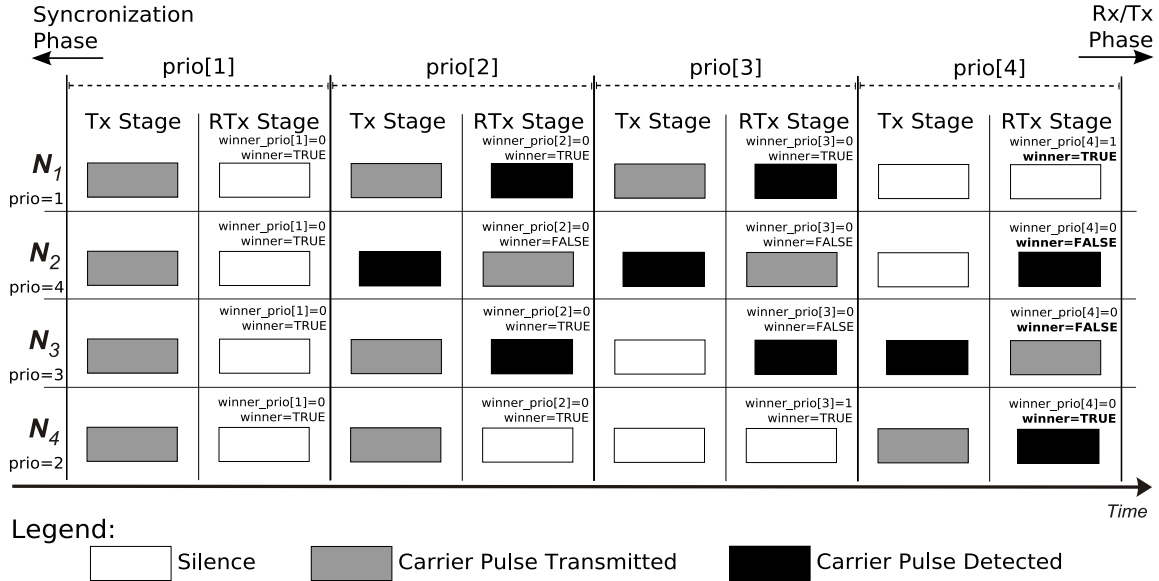 Syncronization
Phase
Rx/Tx
Phase
prio[1]
prio[2]
prio[3]
prio[4]
Tx Stage
RTx Stage
Tx Stage
RTx Stage
Tx Stage
RTx Stage
Tx Stage
RTx Stage
N1
prio=1
winner_prio[1]=0
winner=TRUE
winner_prio[2]=0
winner=TRUE
winner_prio[3]=0
winner=TRUE
winner_prio[4]=1
winner=TRUE
N2
prio=4
winner_prio[1]=0
winner=TRUE
winner_prio[2]=0
winner=FALSE
winner_prio[3]=0
winner=FALSE
winner_prio[4]=0
winner=FALSE
N3
prio=3
winner_prio[1]=0
winner=TRUE
winner_prio[2]=0
winner=TRUE
winner_prio[3]=0
winner=FALSE
winner_prio[4]=0
winner=FALSE
N4
prio=2
winner_prio[1]=0
winner=TRUE
winner_prio[2]=0
winner=TRUE
winner_prio[3]=1
winner=TRUE
winner_prio[4]=0
winner=TRUE
Time
Legend:
Silence
Carrier Pulse Transmitted
Carrier Pulse Detected